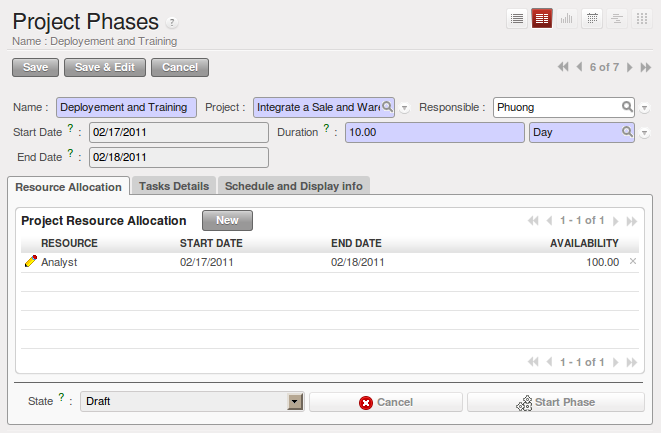 Project Phases ?
Name : Deployement and Training
Save Save & Edit Cancel 6 of 7
Name : Deployement and Training Project : Integrate a Sale and War Responsible : Phuong
Start Date ? : 02/17/2011 Duration ? : 10.00 Day
End Date ? : 02/18/2011
Resource Allocation Tasks Details Schedule and Display info
Project Resource Allocation New 1 - 1 of 1
RESOURCE START DATE END DATE AVAILABILITY
Analyst 02/17/2011 02/18/2011 100.00
1 - 1 of 1
State ? : Draft Cancel Start Phase